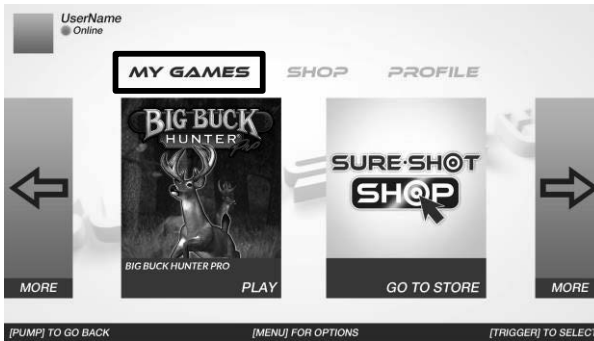 UserName
Online
MY GAMES SHOP PROFILE
BIG BUCK
HUNTER Pro
SURE·SHOT
SHOP
BIG BUCK HUNTER PRO
MORE PLAY GO TO STORE MORE
[PUMP] TO GO BACK [MENU] FOR OPTIONS [TRIGGER] TO SELECT